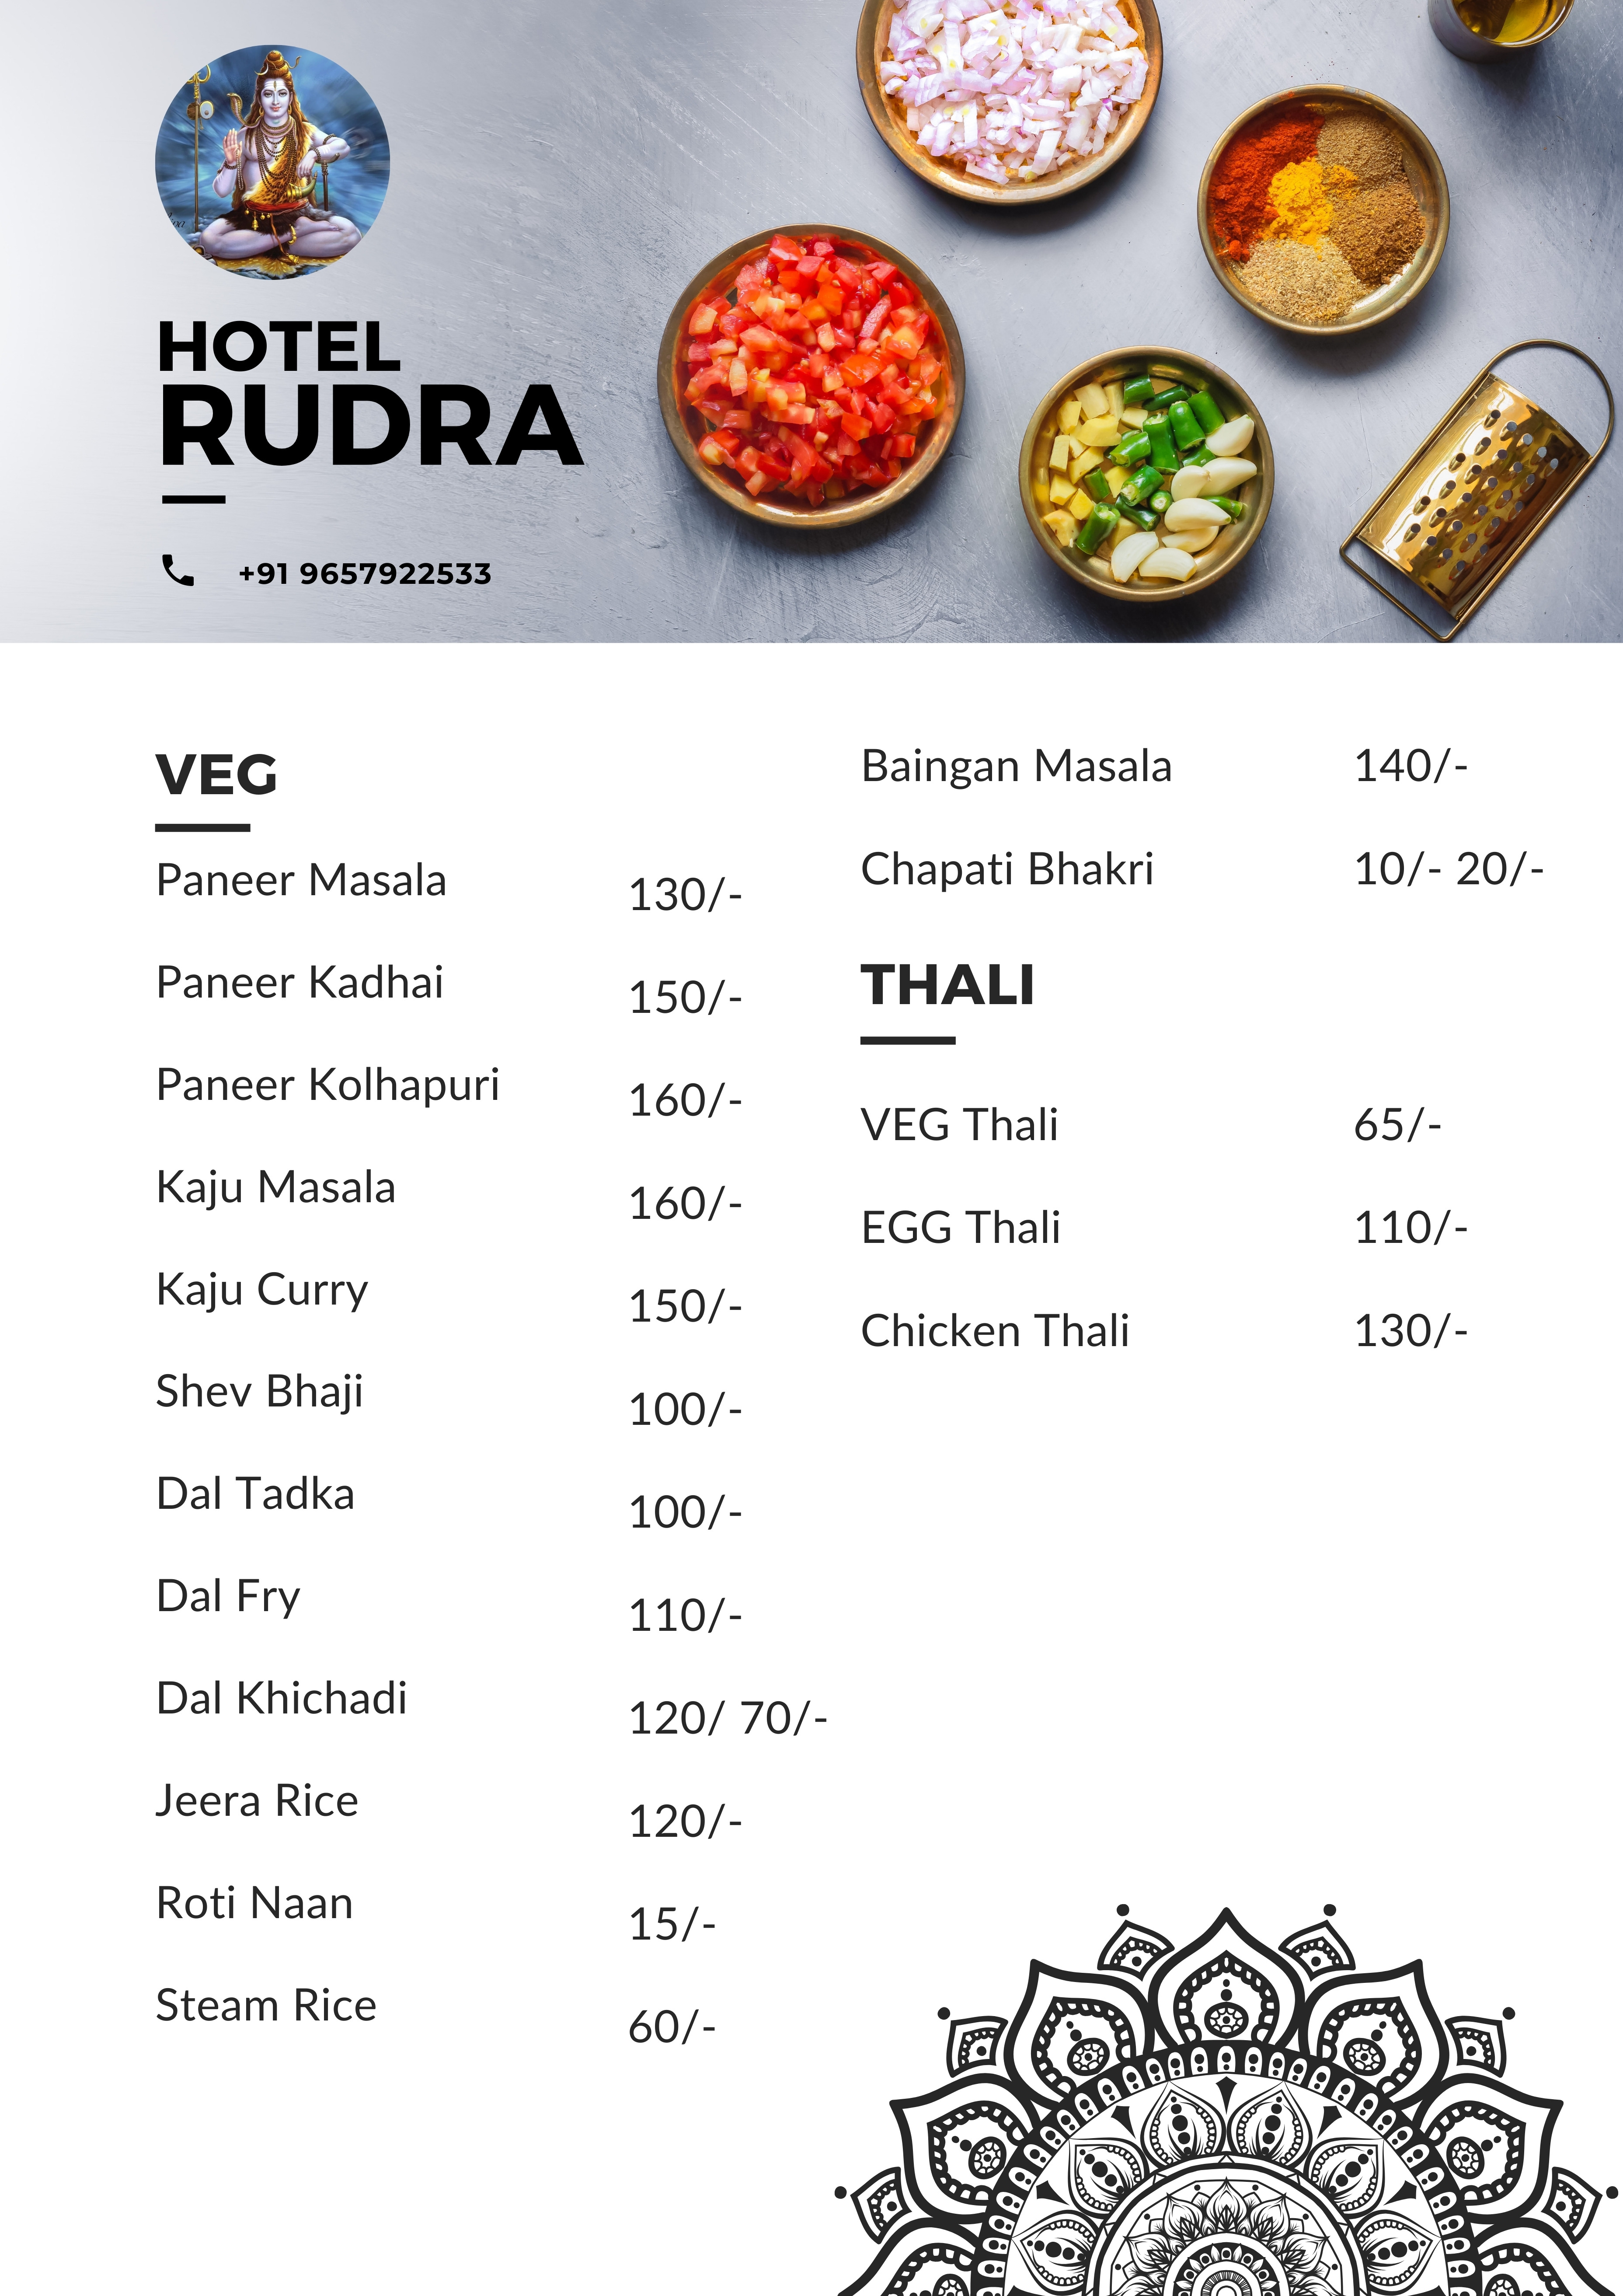 HOTEL
RUDRA
+91 9657922533
VEG
Paneer Masala 130/-
Paneer Kadhai 150/-
Paneer Kolhapuri 160/-
Kaju Masala 160/-
Kaju Curry 150/-
Shev Bhaji 100/-
Dal Tadka 100/-
Dal Fry 110/-
Dal Khichadi 120/ 70/-
Jeera Rice 120/-
Roti Naan 15/-
Steam Rice 60/-
Baingan Masala 140/-
Chapati Bhakri 10/- 20/-
THALI
VEG Thali 65/-
EGG Thali 110/-
Chicken Thali 130/-